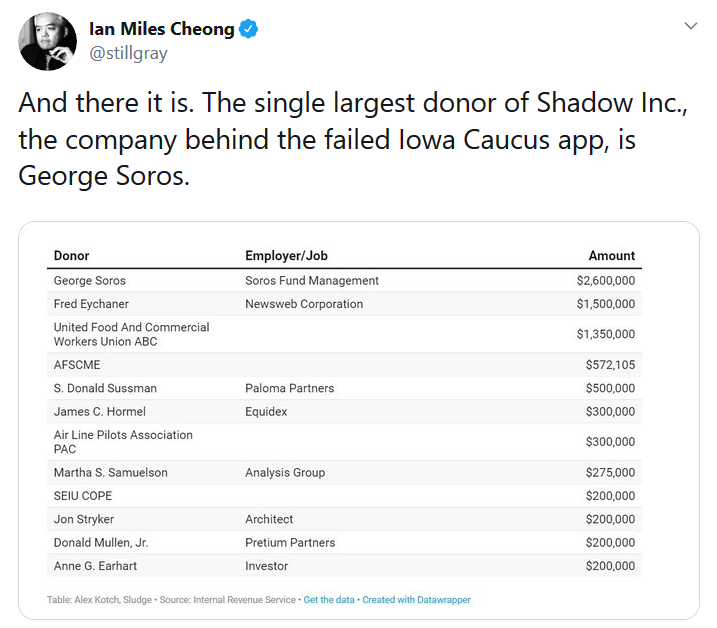 Ian Miles Cheong
@stillgray
And there it is. The single largest donor of Shadow Inc.,
the company behind the failed Iowa Caucus app, is
George Soros.
Donor Employer/Job Amount
George Soros Soros Fund Management $2,600,000
Fred Eychaner Newsweb Corporation $1,500,000
United Food And Commercial
Workers Union ABC $1,350,000
AFSCME $572,105
S. Donald Sussman Paloma Partners $500,000
James C. Hormel Equidex $300,000
Air Line Pilots Association
PAC $300,000
Martha S. Samuelson Analysis Group $275,000
SEIU COPE $200,000
Jon Stryker Architect $200,000
Donald Mullen, Jr. Pretium Partners $200,000
Anne G. Earhart Investor $200,000
Table: Alex Kotch, Sludge • Source: Internal Revenue Service • Get the data • Created with Datawrapper